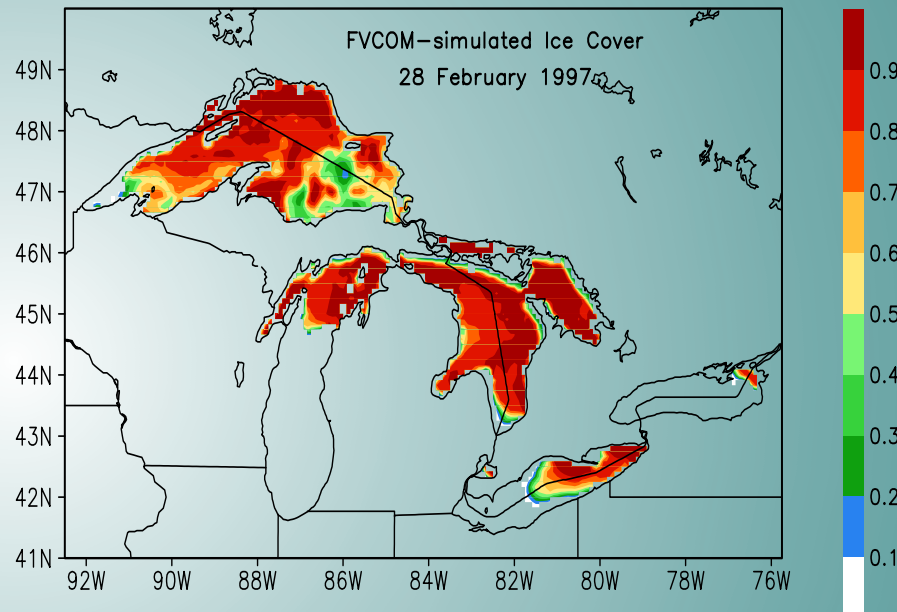 FVCOM-simulated Ice Cover
28 February 1997
49N
48N
47N
46N
45N
44N
43N
42N
41N
92W 90W 88W 86W 84W 82W 80W 78W 76W
0.9
0.8
0.7
0.6
0.5
0.4
0.3
0.2
0.1